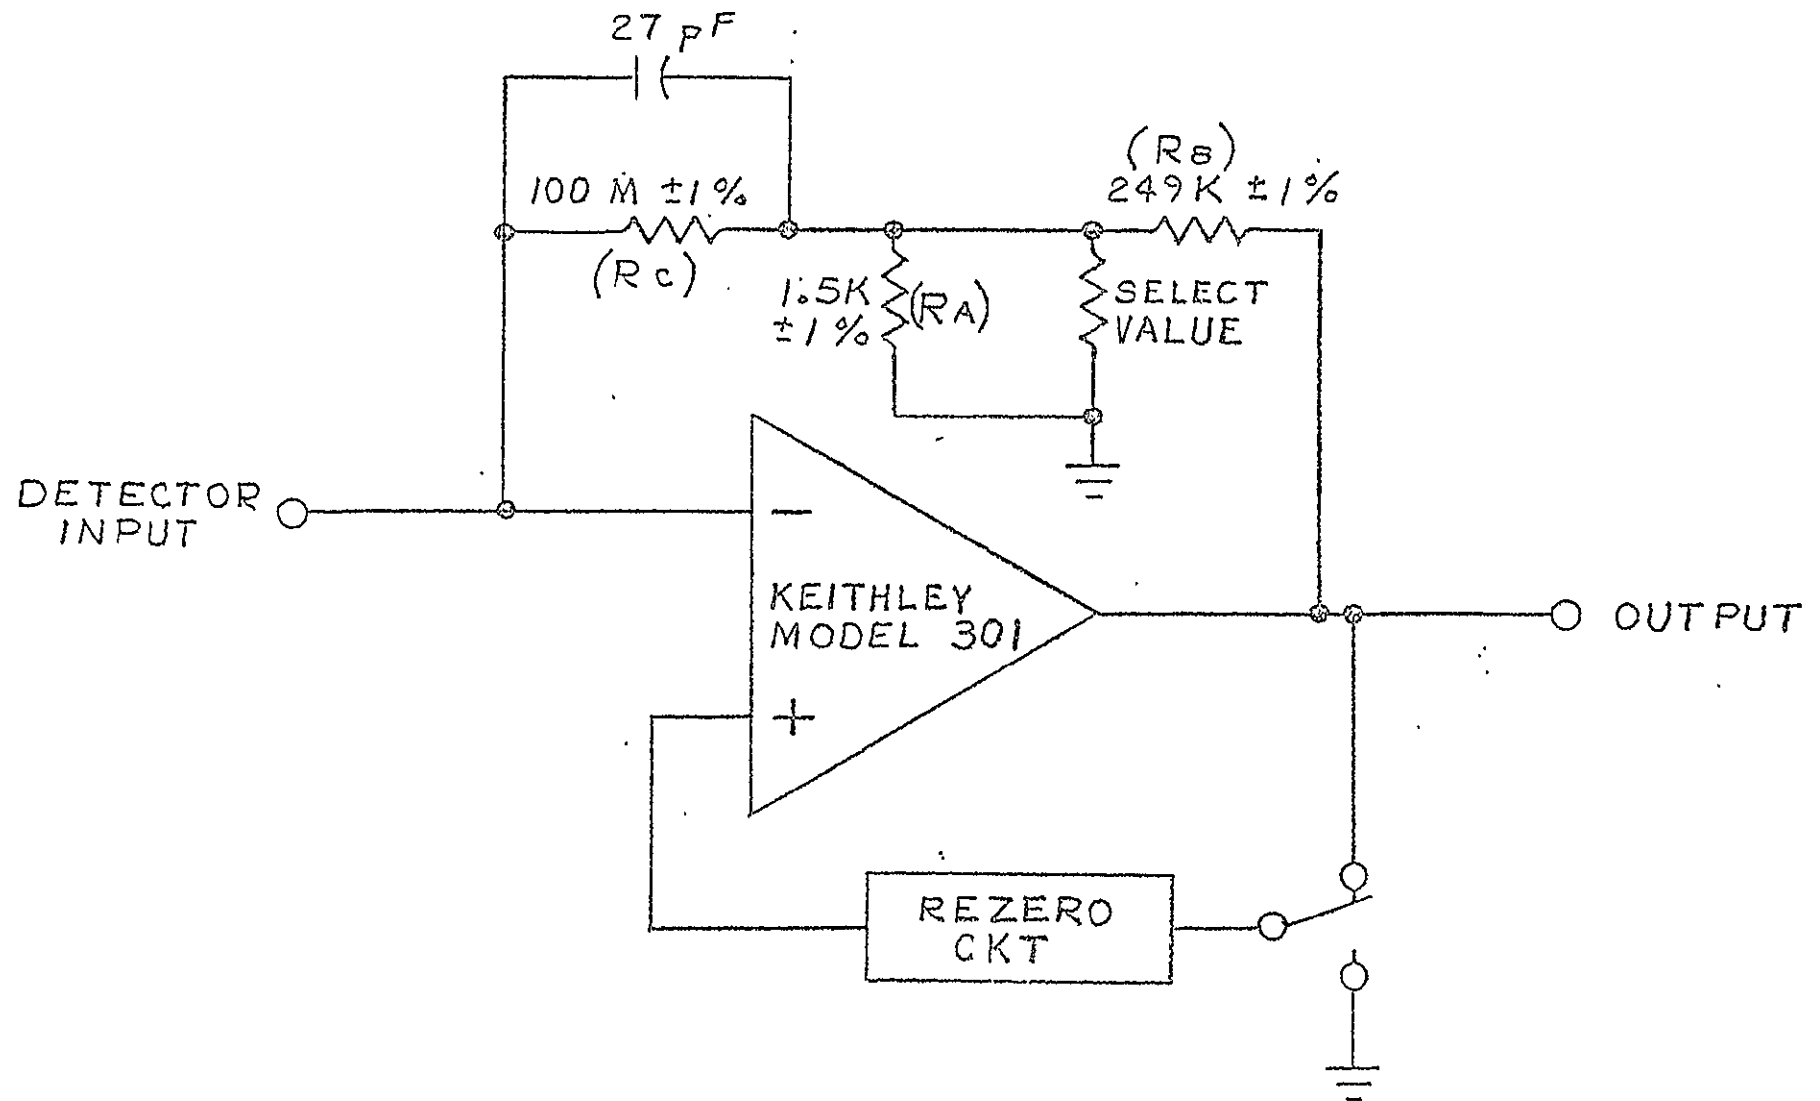 27 pF
(RB)
100 M ±1%
249K ±1%
(RC)
1.5K
±1%
(RA)
SELECT
VALUE
DETECTOR
INPUT
−
KEITHLEY
MODEL 301
OUTPUT
+
REZERO
CKT